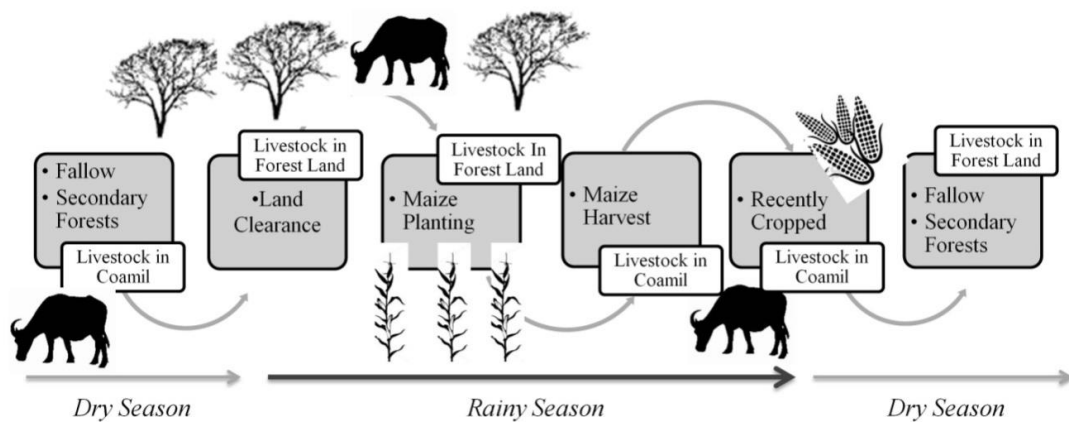 • Fallow
• Secondary
Forests
Livestock in
Coamil
Livestock in
Forest Land
•Land
Clearance
Livestock In
Forest Land
• Maize
Planting
• Maize
Harvest
Livestock in
Coamil
• Recently
Cropped
Livestock in
Coamil
Livestock in
Forest Land
• Fallow
• Secondary
Forests
Dry Season
Rainy Season
Dry Season